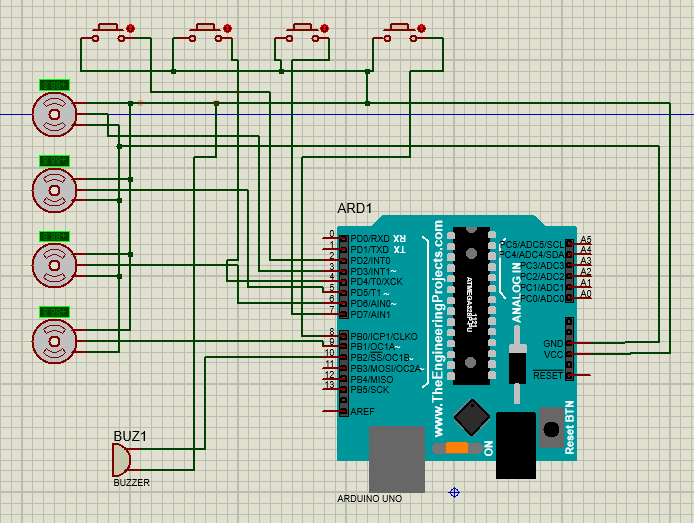 ARD1
0
1
2
3
4
5
6
7
PD0/RXD RX
PD1/TXD TX
PD2/INT0
PD3/INT1~
PD4/T0/XCK
PD5/T1~
PD6/AIN0~
PD7/AIN1
8
9
10
11
12
13
PB0/ICP1/CLKO
PB1/OC1A~
PB2/SS/OC1B~
PB3/MOSI/OC2A~
PB4/MISO
PB5/SCK
AREF
www.TheEngineeringProjects.com
ATMEGA328P-PU
ANALOG IN
PC5/ADC5/SCL
PC4/ADC4/SDA
PC3/ADC3
PC2/ADC2
PC1/ADC1
PC0/ADC0
A5
A4
A3
A2
A1
A0
GND
VCC
RESET
Reset BTN
ON
ARDUINO UNO
BUZ1
BUZZER